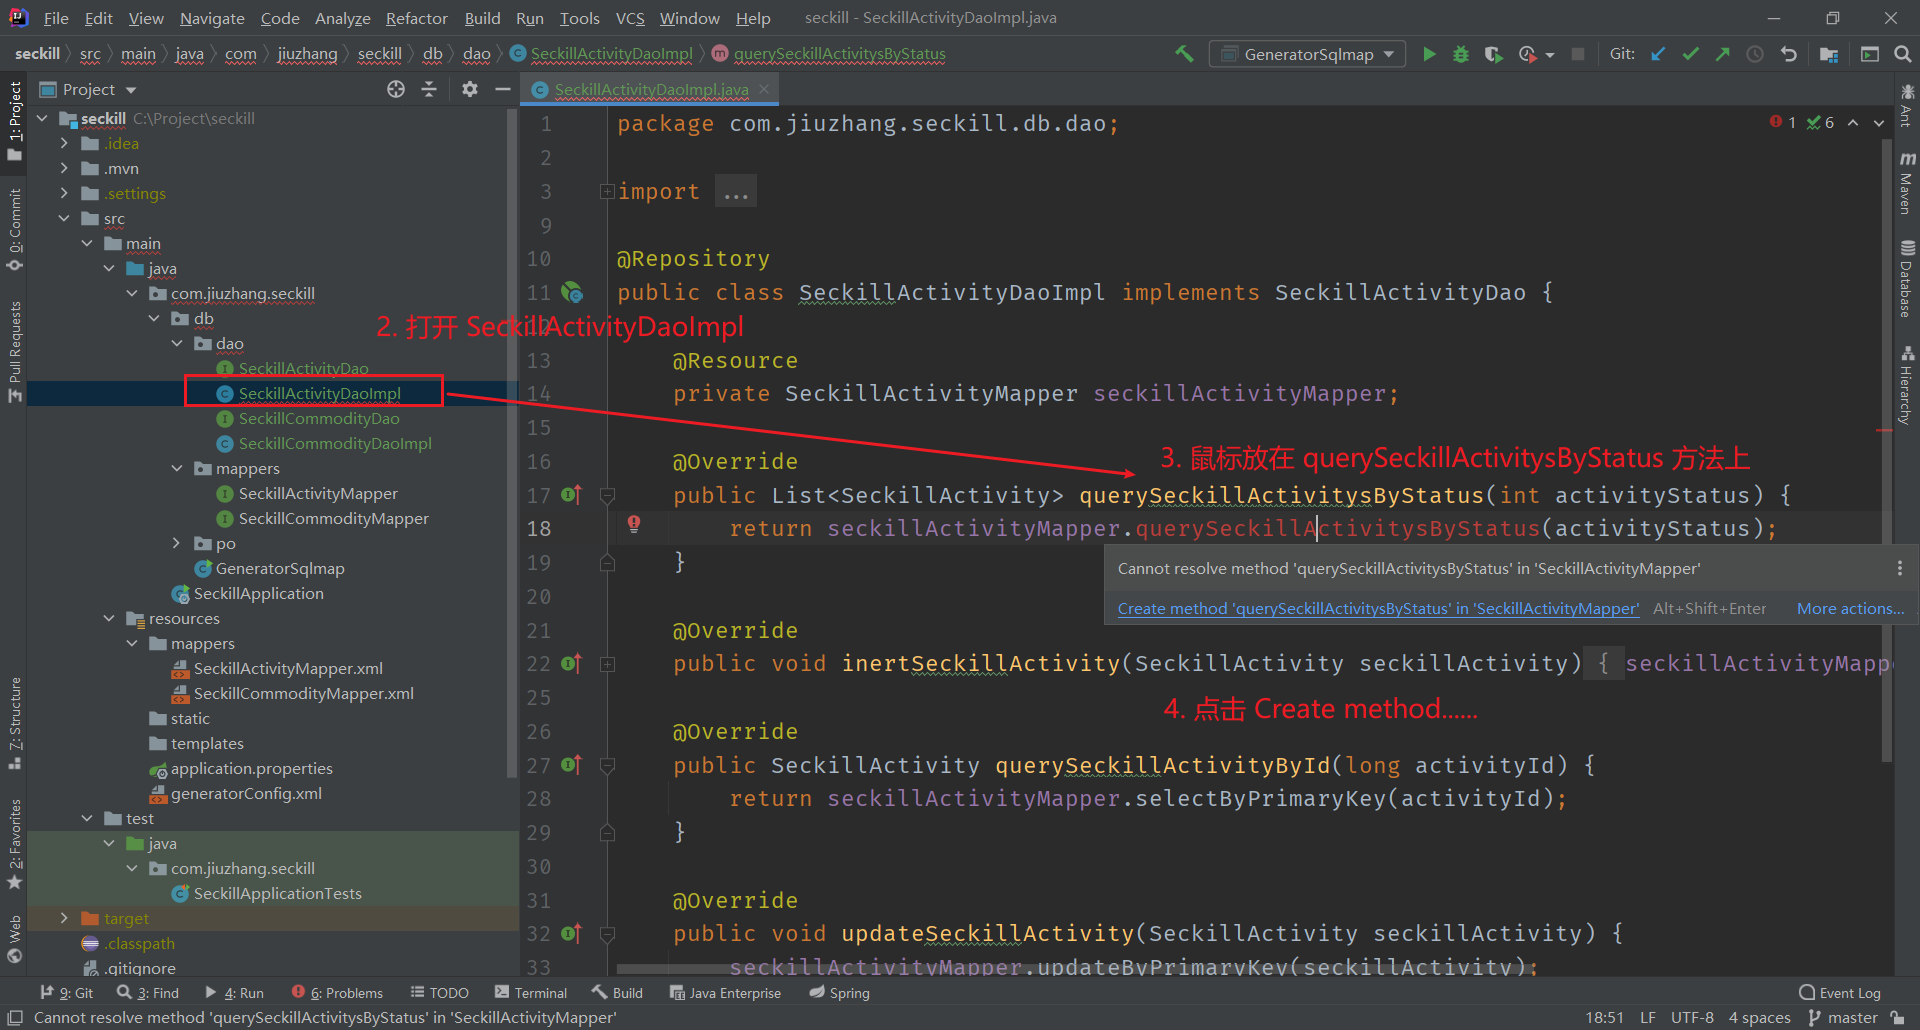 File Edit View Navigate Code Analyze Refactor Build Run Tools VCS Window Help seckill - SeckillActivityDaoImpl.java
seckill src main java com jiuzhang seckill db dao SeckillActivityDaoImpl querySeckillActivitysByStatus GeneratorSqlmap Git:
Project SeckillActivityDaoImpl.java
1: Project
0: Commit
Pull Requests
7: Structure
2: Favorites
Web
seckill C:\Project\seckill
.idea
.mvn
.settings
src
main
java
com.jiuzhang.seckill
db
dao
SeckillActivityDao
SeckillActivityDaoImpl
SeckillCommodityDao
SeckillCommodityDaoImpl
mappers
SeckillActivityMapper
SeckillCommodityMapper
po
GeneratorSqlmap
SeckillApplication
resources
mappers
SeckillActivityMapper.xml
SeckillCommodityMapper.xml
static
templates
application.properties
generatorConfig.xml
test
java
com.jiuzhang.seckill
SeckillApplicationTests
target
.classpath
.gitignore
2. 打开 SeckillActivityDaoImpl
1 package com.jiuzhang.seckill.db.dao;
1 6
2
3 import ...
9
10 @Repository
11 public class SeckillActivityDaoImpl implements SeckillActivityDao {
12
13 @Resource
14 private SeckillActivityMapper seckillActivityMapper;
15
16 @Override
3. 鼠标放在 querySeckillActivitysByStatus 方法上
17 public List<SeckillActivity> querySeckillActivitysByStatus(int activityStatus) {
18 return seckillActivityMapper.querySeckillActivitysByStatus(activityStatus);
19 }
Cannot resolve method 'querySeckillActivitysByStatus' in 'SeckillActivityMapper'
Create method 'querySeckillActivitysByStatus' in 'SeckillActivityMapper' Alt+Shift+Enter More actions...
20
21 @Override
22 public void inertSeckillActivity(SeckillActivity seckillActivity) { seckillActivityMapp
25
4. 点击 Create method......
26 @Override
27 public SeckillActivity querySeckillActivityById(long activityId) {
28 return seckillActivityMapper.selectByPrimaryKey(activityId);
29 }
30
31 @Override
32 public void updateSeckillActivity(SeckillActivity seckillActivity) {
33 seckillActivityMapper.updateByPrimaryKey(seckillActivity);
Ant
Maven
Database
Hierarchy
9: Git 3: Find 4: Run 6: Problems TODO Terminal Build Java Enterprise Spring Event Log
Cannot resolve method 'querySeckillActivitysByStatus' in 'SeckillActivityMapper' 18:51 LF UTF-8 4 spaces master